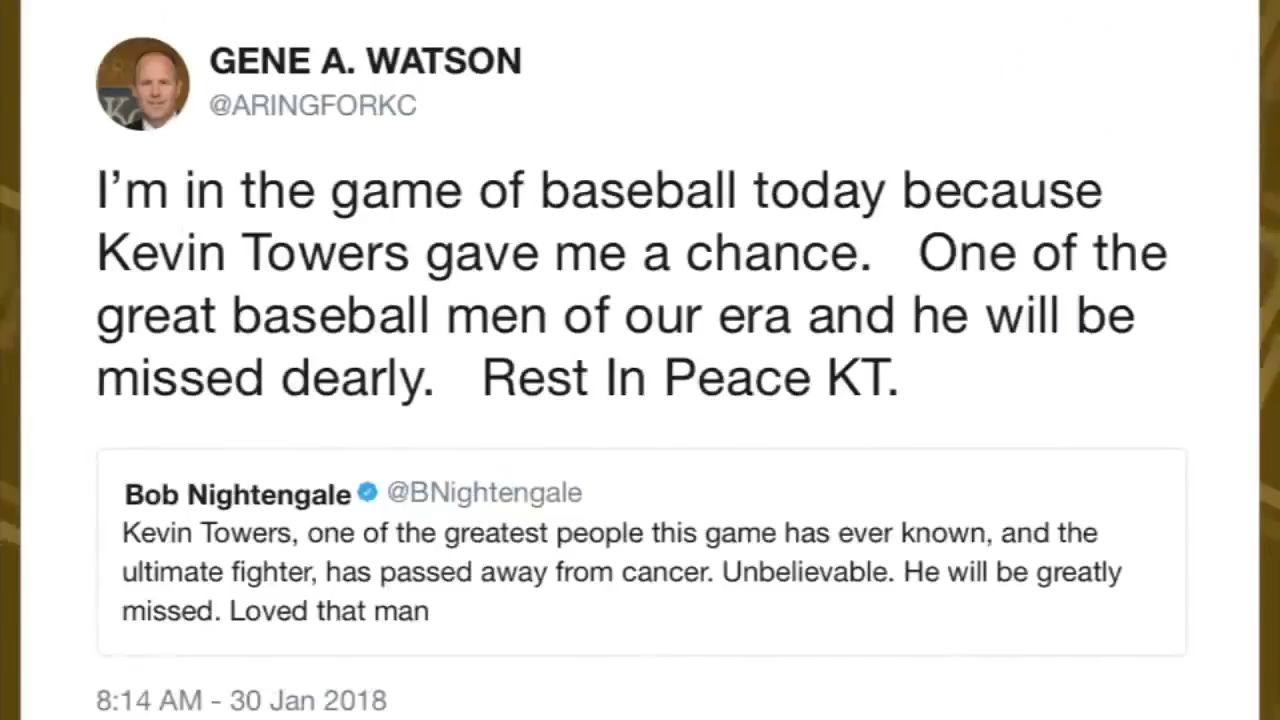 GENE A. WATSON
@ARINGFORKC
I’m in the game of baseball today because
Kevin Towers gave me a chance.   One of the
great baseball men of our era and he will be
missed dearly.   Rest In Peace KT.
Bob Nightengale @BNightengale
Kevin Towers, one of the greatest people this game has ever known, and the
ultimate fighter, has passed away from cancer. Unbelievable. He will be greatly
missed. Loved that man
8:14 AM - 30 Jan 2018